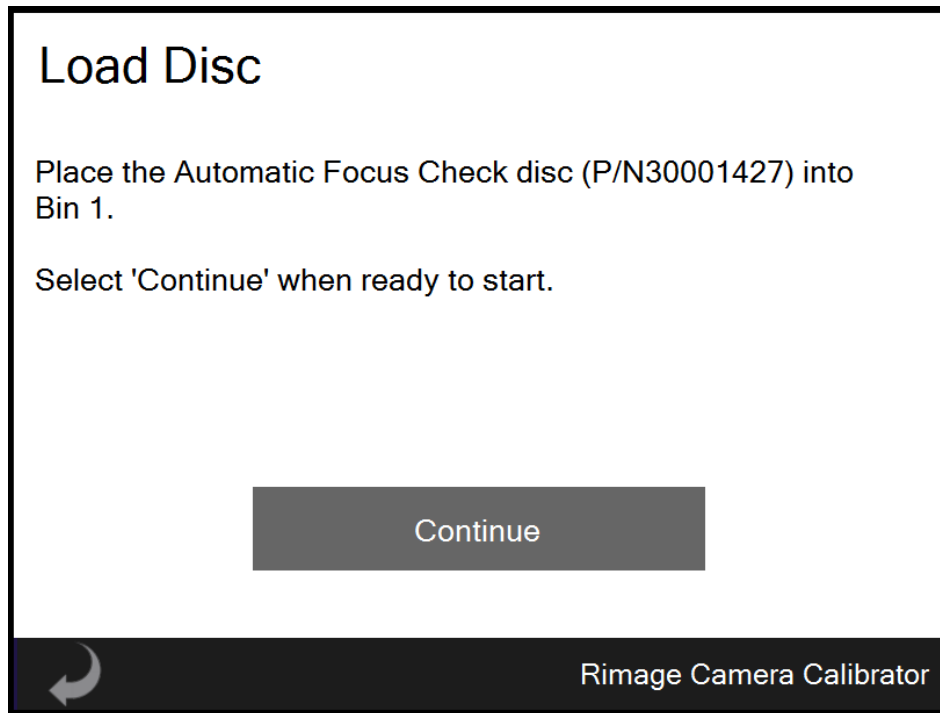 Load Disc
Place the Automatic Focus Check disc (P/N30001427) into
Bin 1.
Select 'Continue' when ready to start.
Continue
Rimage Camera Calibrator